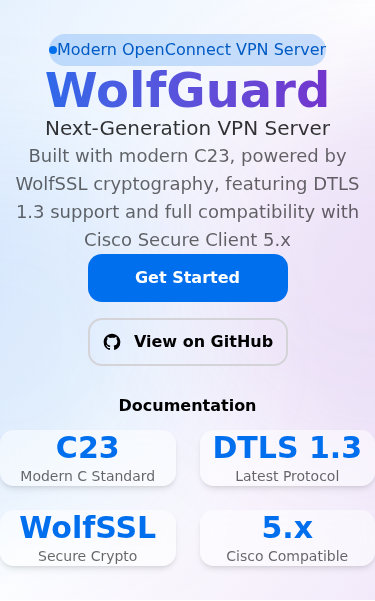 Modern OpenConnect VPN Server
WolfGuard
Next-Generation VPN Server
Built with modern C23, powered by
WolfSSL cryptography, featuring DTLS
1.3 support and full compatibility with
Cisco Secure Client 5.x
Get Started
View on GitHub
Documentation
C23
Modern C Standard
DTLS 1.3
Latest Protocol
WolfSSL
Secure Crypto
5.x
Cisco Compatible